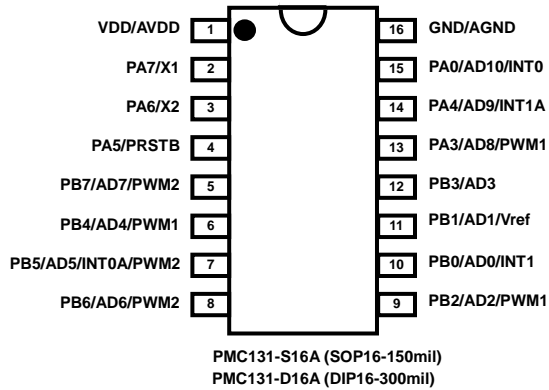 VDD/AVDD 1 16 GND/AGND
PA7/X1 2 15 PA0/AD10/INT0
PA6/X2 3 14 PA4/AD9/INT1A
PA5/PRSTB 4 13 PA3/AD8/PWM1
PB7/AD7/PWM2 5 12 PB3/AD3
PB4/AD4/PWM1 6 11 PB1/AD1/Vref
PB5/AD5/INT0A/PWM2 7 10 PB0/AD0/INT1
PB6/AD6/PWM2 8 9 PB2/AD2/PWM1
PMC131-S16A (SOP16-150mil)
PMC131-D16A (DIP16-300mil)